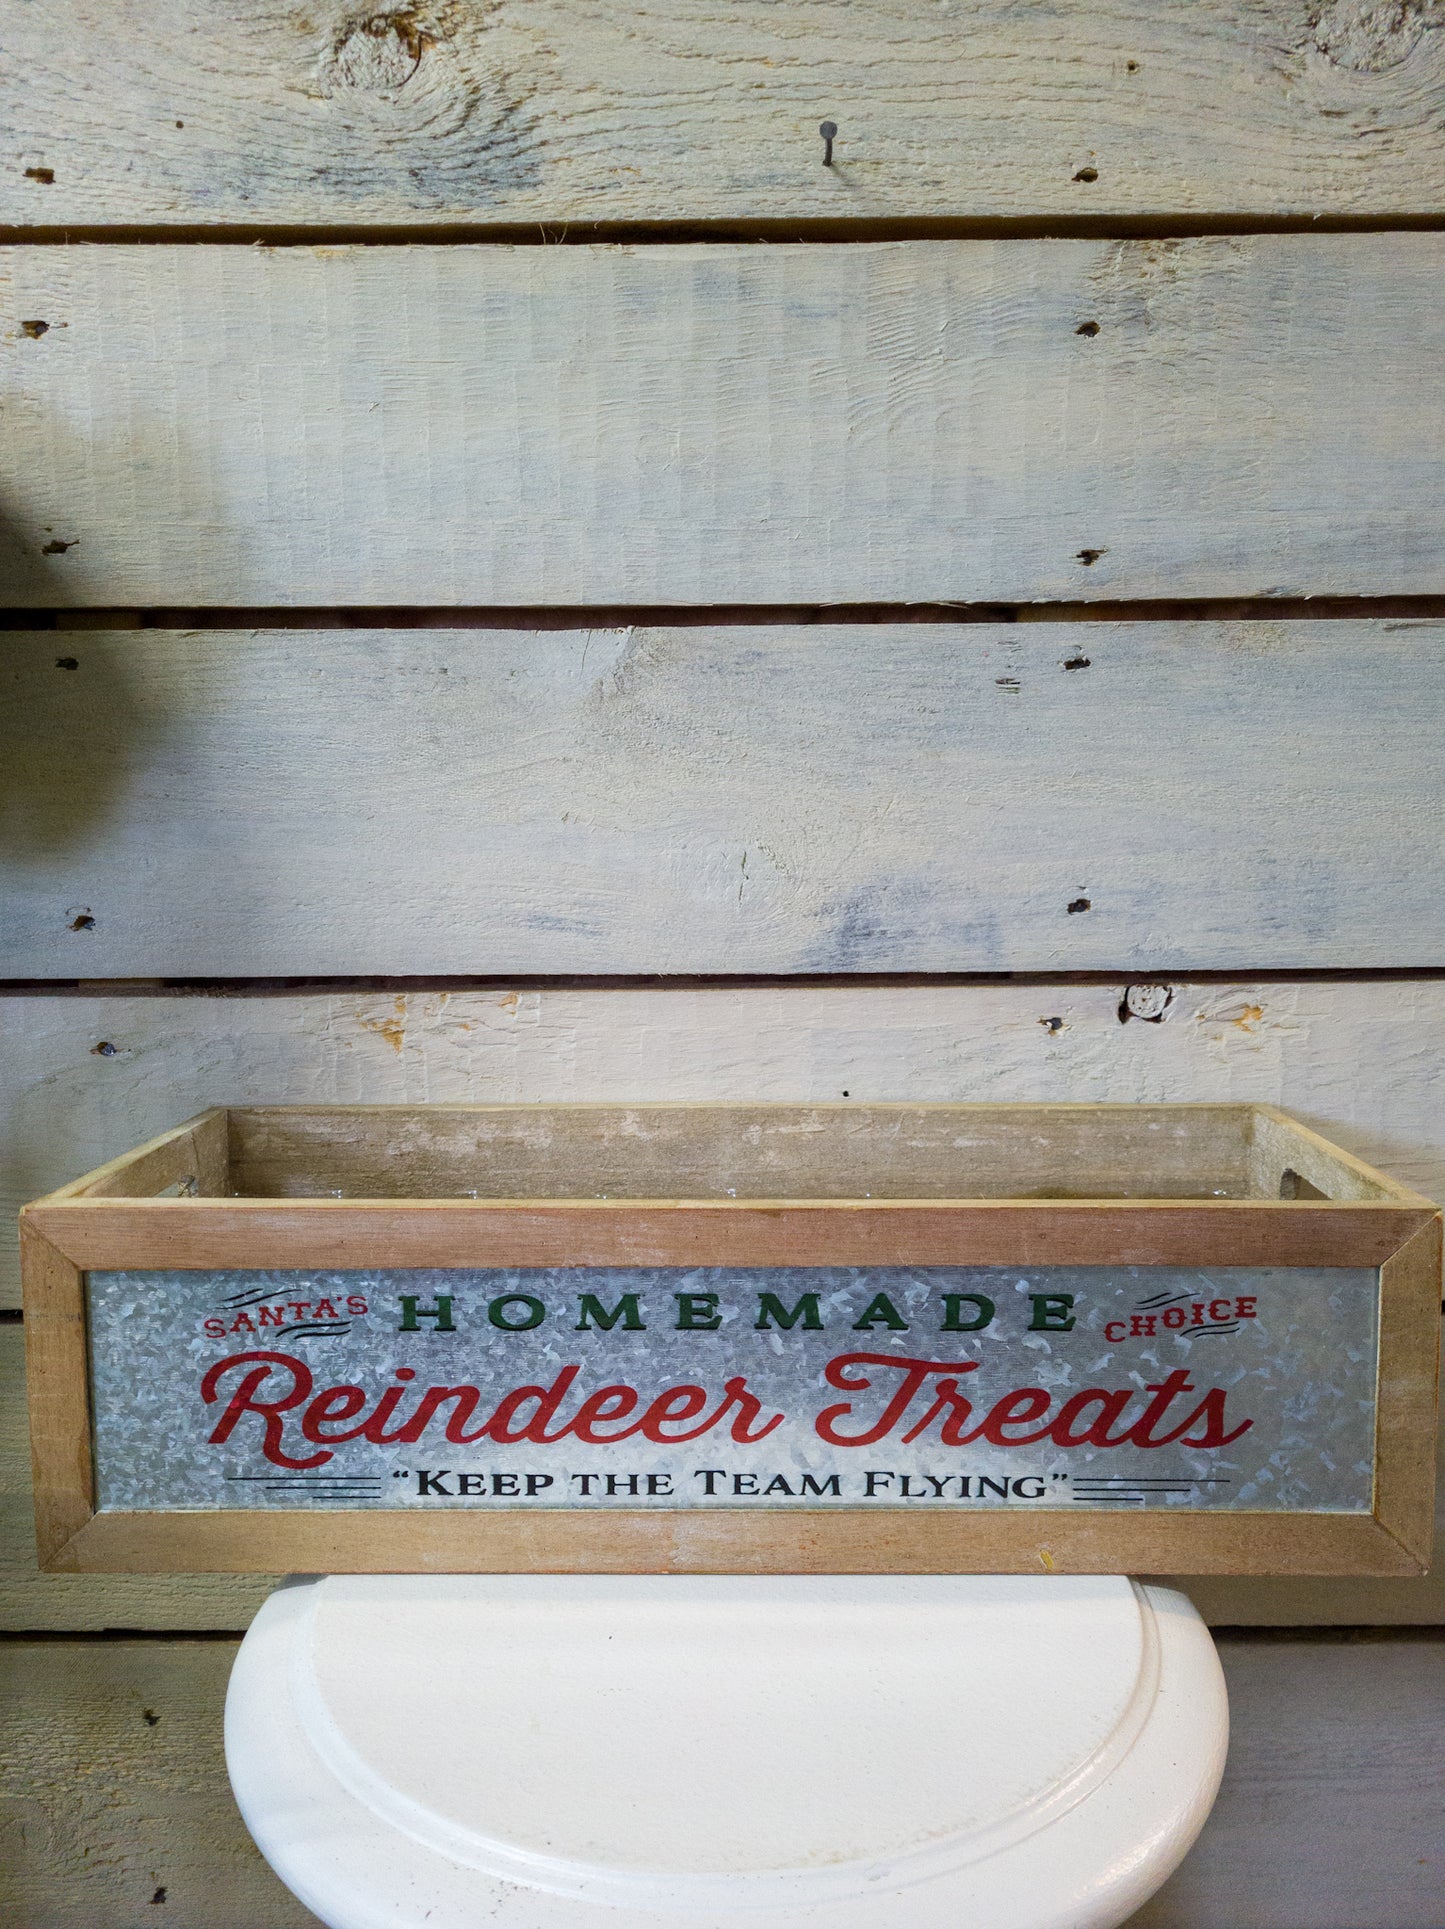 SANTA'S HOMEMADE CHOICE
Reindeer Treats
"KEEP THE TEAM FLYING"